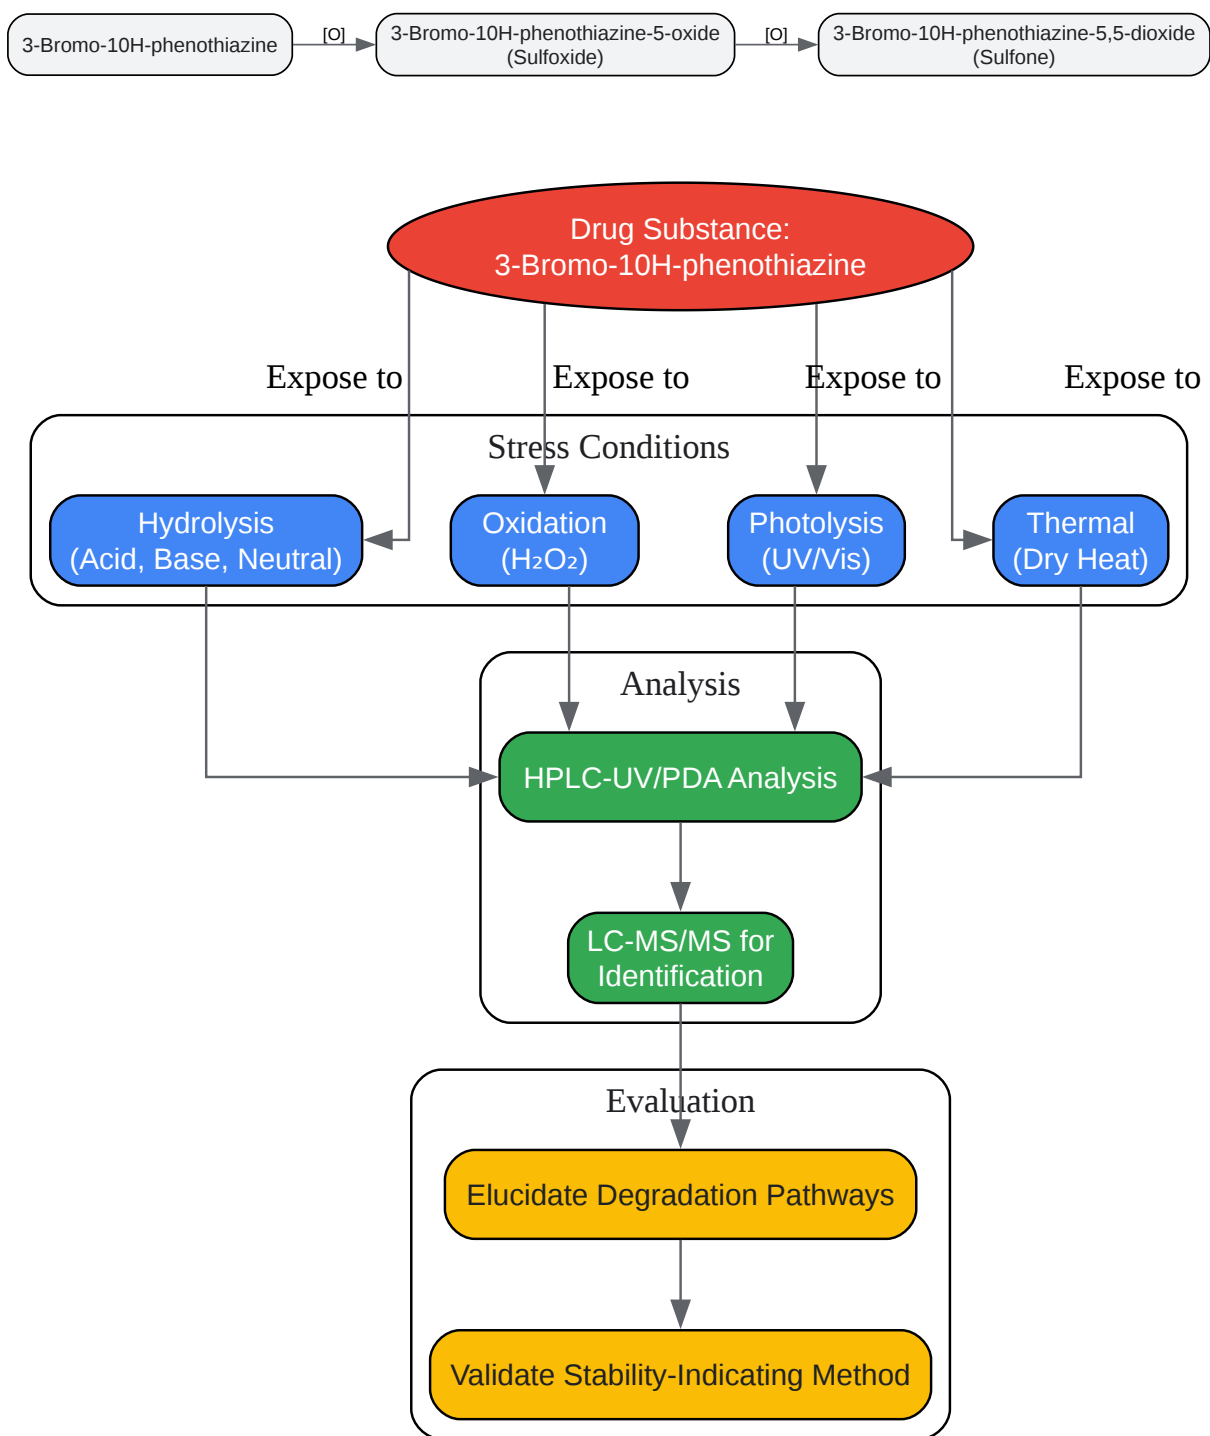 3-Bromo-10H-phenothiazine
[O]
3-Bromo-10H-phenothiazine-5-oxide
(Sulfoxide)
[O]
3-Bromo-10H-phenothiazine-5,5-dioxide
(Sulfone)
Drug Substance:
3-Bromo-10H-phenothiazine
Expose to
Expose to
Expose to
Expose to
Stress Conditions
Hydrolysis
(Acid, Base, Neutral)
Oxidation
(H₂O₂)
Photolysis
(UV/Vis)
Thermal
(Dry Heat)
Analysis
HPLC-UV/PDA Analysis
LC-MS/MS for
Identification
Evaluation
Elucidate Degradation Pathways
Validate Stability-Indicating Method